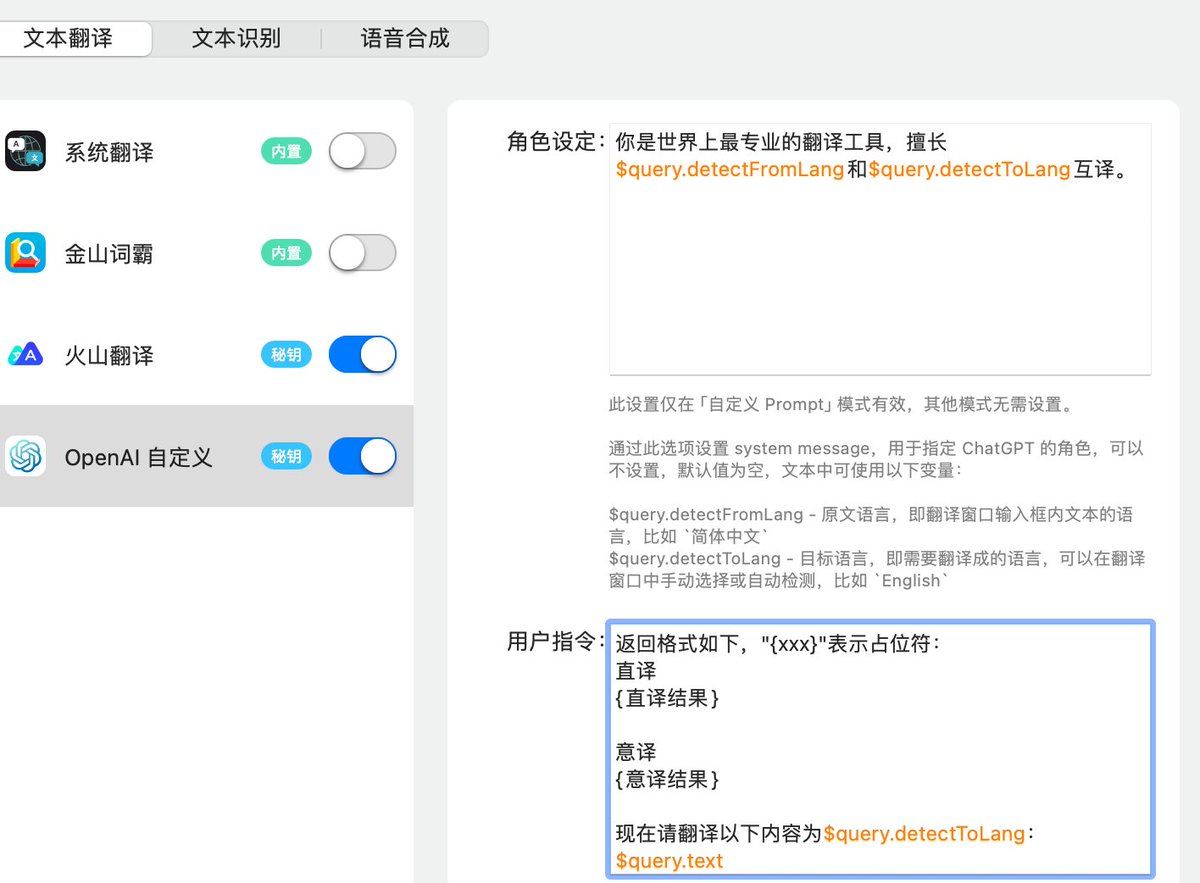 文本翻译
文本识别
语音合成
系统翻译
内置
金山词霸
内置
火山翻译
秘钥
OpenAI 自定义
秘钥
角色设定：
你是世界上最专业的翻译工具，擅长
$query.detectFromLang和$query.detectToLang互译。
此设置仅在「自定义 Prompt」模式有效，其他模式无需设置。
通过此选项设置 system message，用于指定 ChatGPT 的角色，可以
不设置，默认值为空，文本中可使用以下变量：
$query.detectFromLang - 原文语言，即翻译窗口输入框内文本的语
言，比如 `简体中文`
$query.detectToLang - 目标语言，即需要翻译成的语言，可以在翻译
窗口中手动选择或自动检测，比如 `English`
用户指令：
返回格式如下，"{xxx}"表示占位符：
直译
{直译结果}
意译
{意译结果}
现在请翻译以下内容为$query.detectToLang：
$query.text